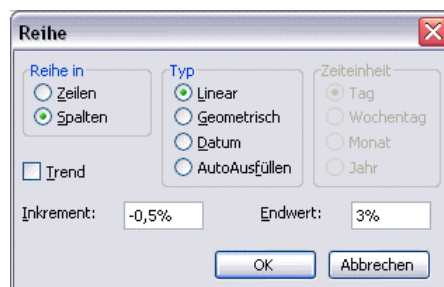 Reihe
Reihe in
Zeilen
Spalten
Trend
Typ
Linear
Geometrisch
Datum
AutoAusfüllen
Zeiteinheit
Tag
Wochentag
Monat
Jahr
Inkrement: -0,5%
Endwert: 3%
OK
Abbrechen